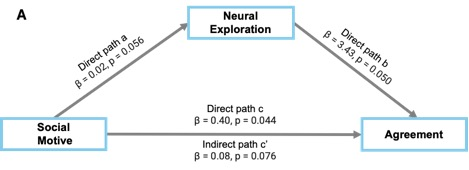 A
Neural
Exploration
Direct path a
β = 0.02, p = 0.056
Direct path b
β = 3.43, p = 0.050
Direct path c
β = 0.40, p = 0.044
Social
Motive
Agreement
Indirect path c'
β = 0.08, p = 0.076